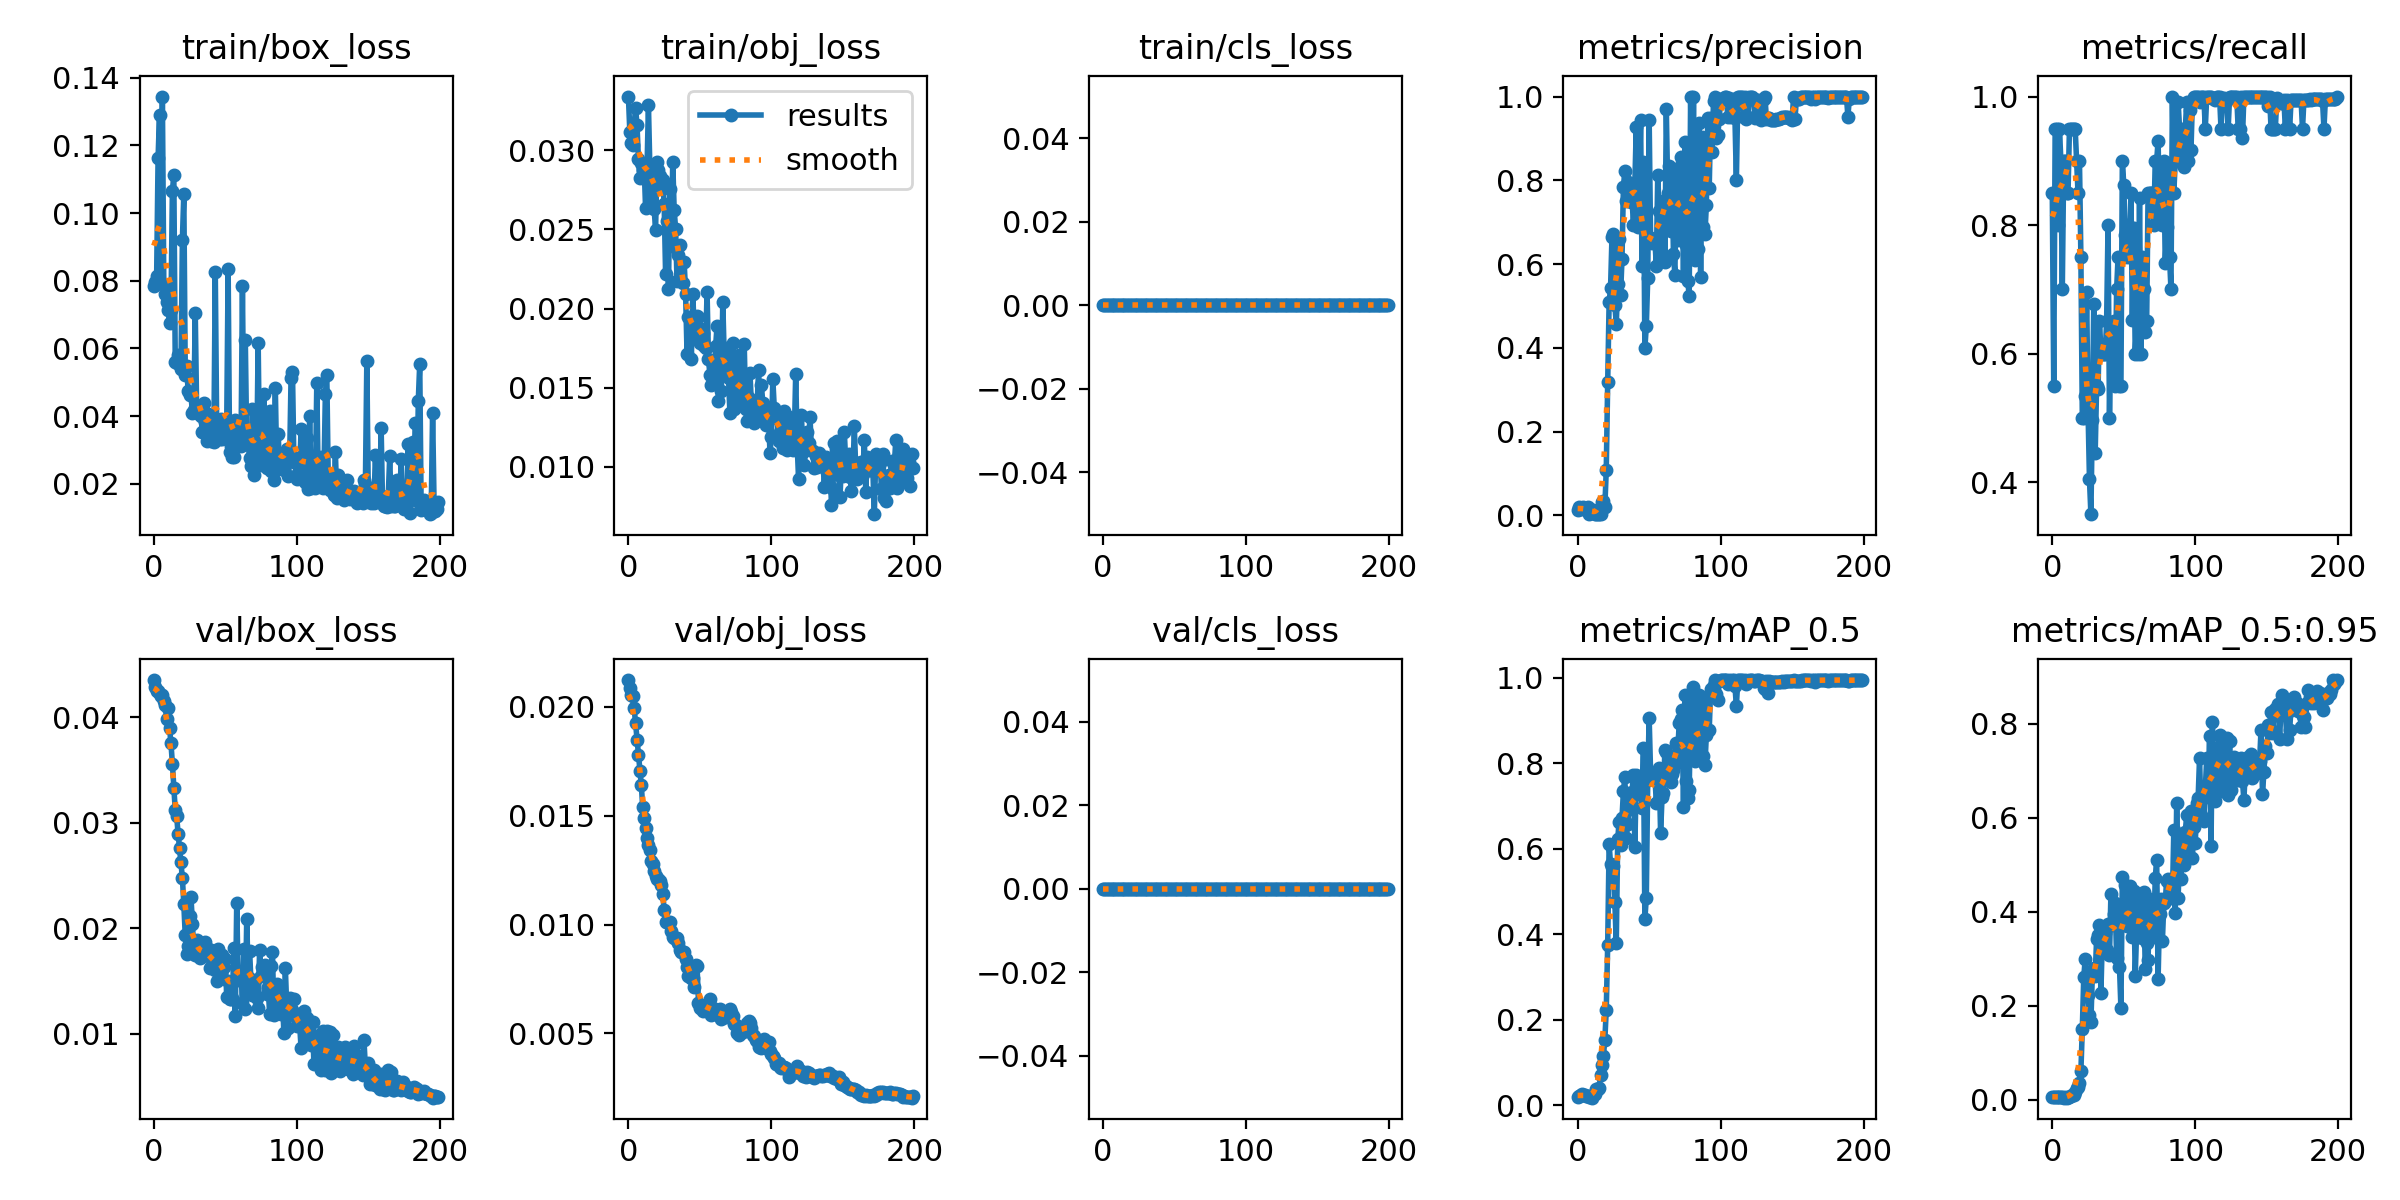 train/box_loss
0.14
0.12
0.10
0.08
0.06
0.04
0.02
0 100 200
train/obj_loss
results
smooth
0.030
0.025
0.020
0.015
0.010
0 100 200
train/cls_loss
0.04
0.02
0.00
−0.02
−0.04
0 100 200
metrics/precision
1.0
0.8
0.6
0.4
0.2
0.0
0 100 200
metrics/recall
1.0
0.8
0.6
0.4
0 100 200
val/box_loss
0.04
0.03
0.02
0.01
0 100 200
val/obj_loss
0.020
0.015
0.010
0.005
0 100 200
val/cls_loss
0.04
0.02
0.00
−0.02
−0.04
0 100 200
metrics/mAP_0.5
1.0
0.8
0.6
0.4
0.2
0.0
0 100 200
metrics/mAP_0.5:0.95
0.8
0.6
0.4
0.2
0.0
0 100 200